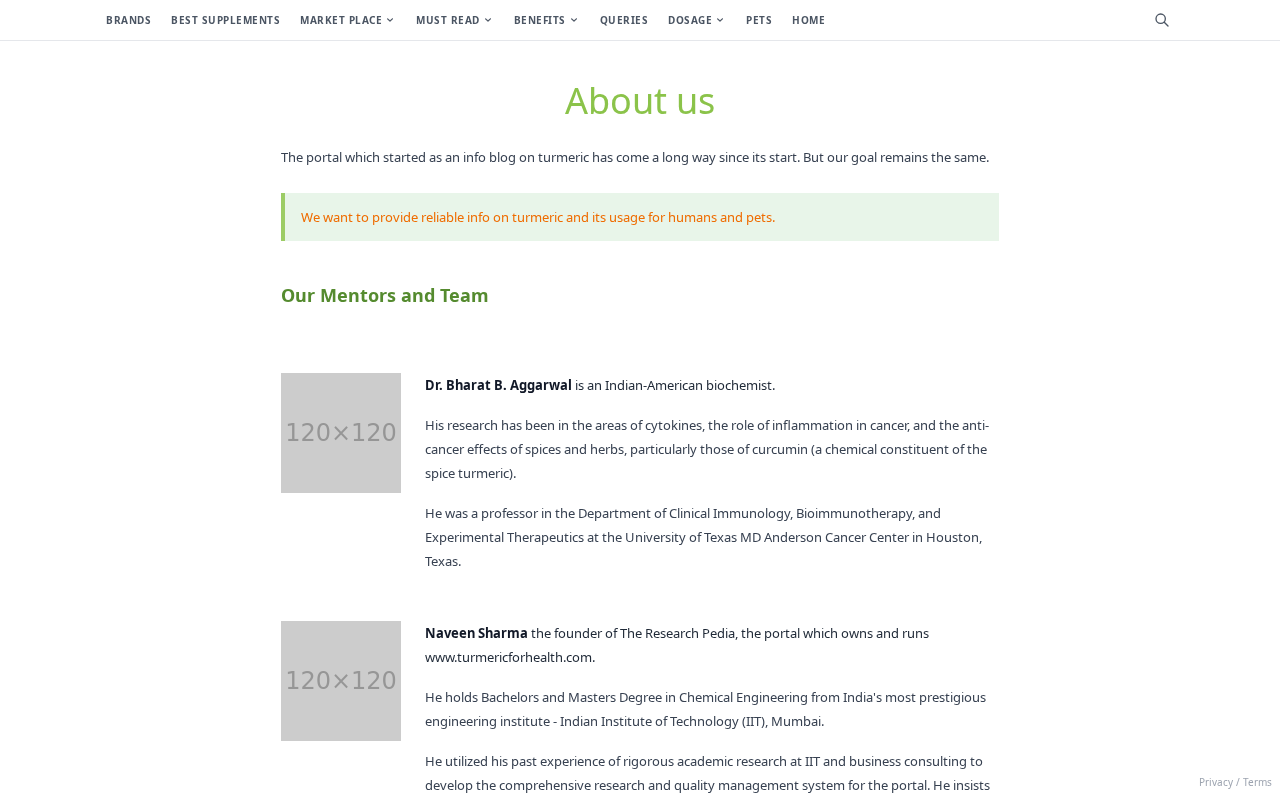 BRANDS BEST SUPPLEMENTS MARKET PLACE MUST READ BENEFITS QUERIES DOSAGE PETS HOME
About us
The portal which started as an info blog on turmeric has come a long way since its start. But our goal remains the same.
We want to provide reliable info on turmeric and its usage for humans and pets.
Our Mentors and Team
120×120
Dr. Bharat B. Aggarwal is an Indian-American biochemist.
His research has been in the areas of cytokines, the role of inflammation in cancer, and the anti-
cancer effects of spices and herbs, particularly those of curcumin (a chemical constituent of the
spice turmeric).
He was a professor in the Department of Clinical Immunology, Bioimmunotherapy, and
Experimental Therapeutics at the University of Texas MD Anderson Cancer Center in Houston,
Texas.
120×120
Naveen Sharma the founder of The Research Pedia, the portal which owns and runs
www.turmericforhealth.com.
He holds Bachelors and Masters Degree in Chemical Engineering from India's most prestigious
engineering institute - Indian Institute of Technology (IIT), Mumbai.
He utilized his past experience of rigorous academic research at IIT and business consulting to
develop the comprehensive research and quality management system for the portal. He insists
Privacy / Terms